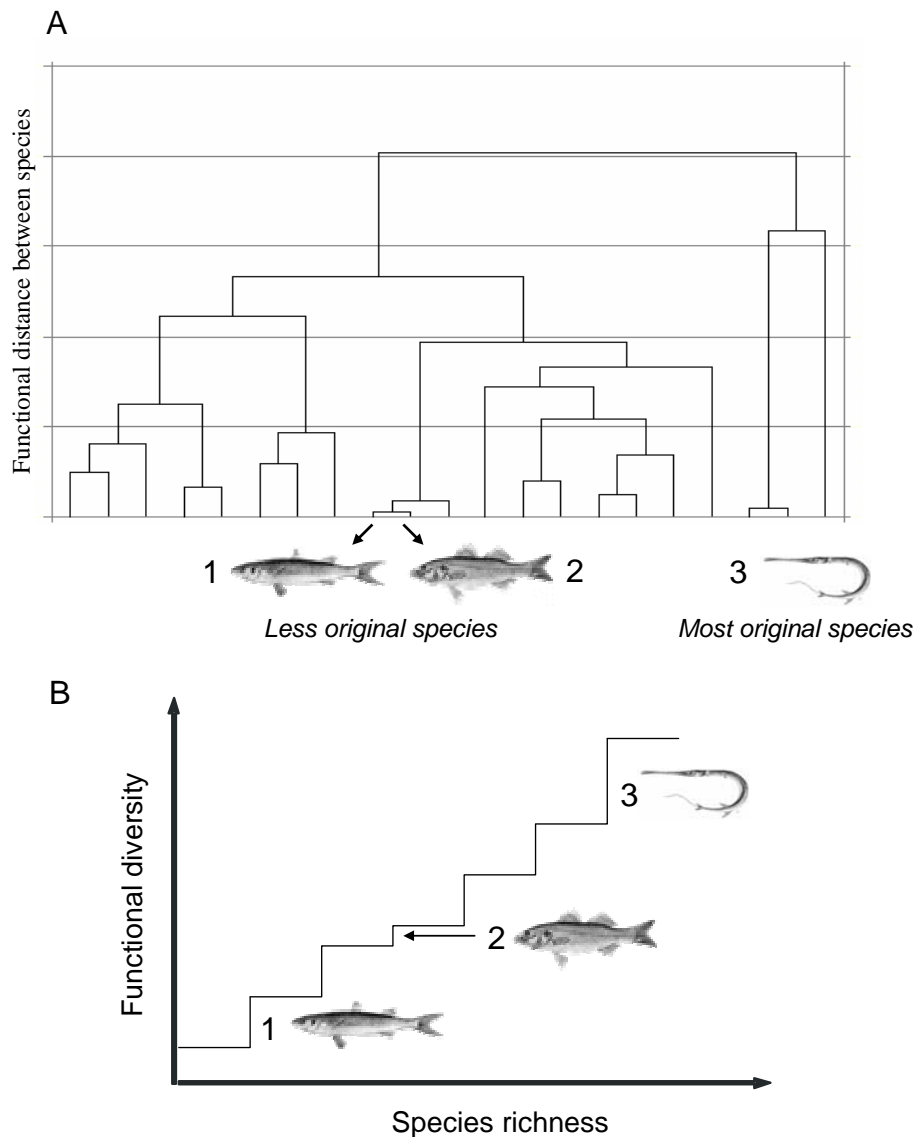 A
Functional distance between species
1
2
3
Less original species
Most original species
B
Functional diversity
3
2
1
Species richness